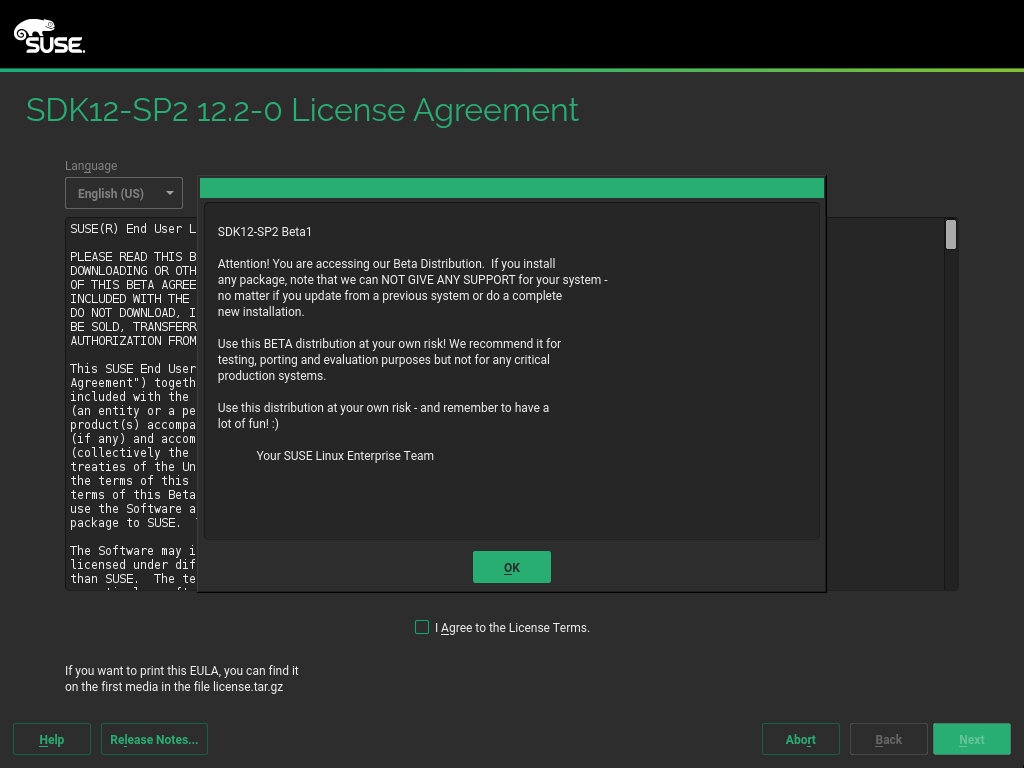 SUSE.
SDK12-SP2 12.2-0 License Agreement
Language
English (US)
SUSE(R) End User L
PLEASE READ THIS B
DOWNLOADING OR OTH
OF THIS BETA AGREE
INCLUDED WITH THE
DO NOT DOWNLOAD, I
BE SOLD, TRANSFERR
AUTHORIZATION FROM
This SUSE End User
Agreement") togeth
included with the
(an entity or a pe
product(s) accompa
(if any) and accom
(collectively the
treaties of the Un
the terms of this
terms of this Beta
use the Software a
package to SUSE.
The Software may i
licensed under dif
than SUSE.  The te
SDK12-SP2 Beta1
Attention! You are accessing our Beta Distribution.  If you install
any package, note that we can NOT GIVE ANY SUPPORT for your system -
no matter if you update from a previous system or do a complete
new installation.
Use this BETA distribution at your own risk! We recommend it for
testing, porting and evaluation purposes but not for any critical
production systems.
Use this distribution at your own risk - and remember to have a
lot of fun! :)
Your SUSE Linux Enterprise Team
OK
I Agree to the License Terms.
If you want to print this EULA, you can find it
on the first media in the file license.tar.gz
Help
Release Notes...
Abort
Back
Next